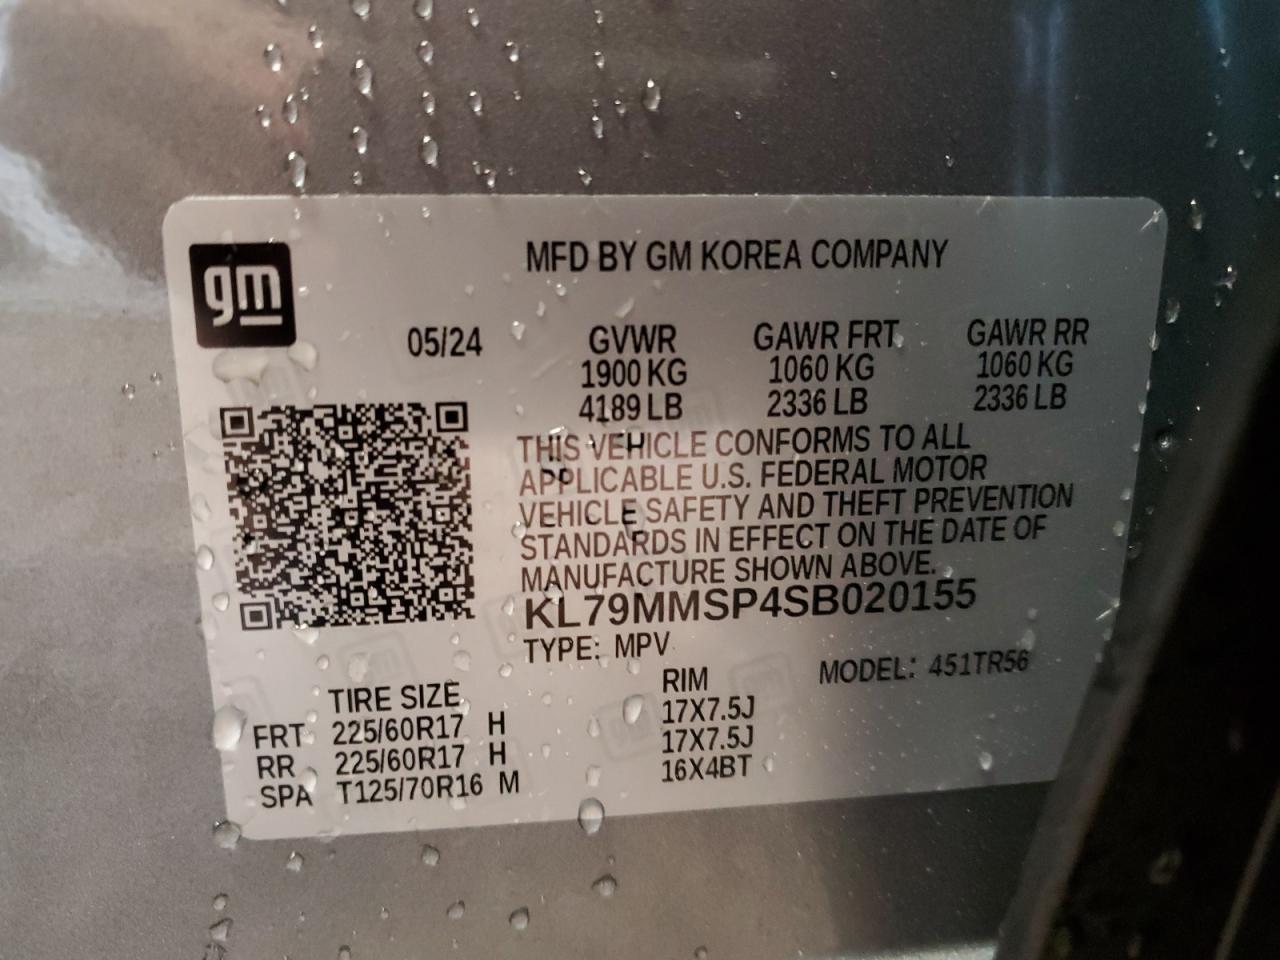 gm
MFD BY GM KOREA COMPANY
05/24 GVWR GAWR FRT GAWR RR
1900 KG 1060 KG 1060 KG
4189 LB 2336 LB 2336 LB
THIS VEHICLE CONFORMS TO ALL
APPLICABLE U.S. FEDERAL MOTOR
VEHICLE SAFETY AND THEFT PREVENTION
STANDARDS IN EFFECT ON THE DATE OF
MANUFACTURE SHOWN ABOVE.
KL79MMSP4SB020155
TYPE: MPV MODEL: 451TR56
TIRE SIZE RIM
FRT 225/60R17 H 17X7.5J
RR 225/60R17 H 17X7.5J
SPA T125/70R16 M 16X4BT